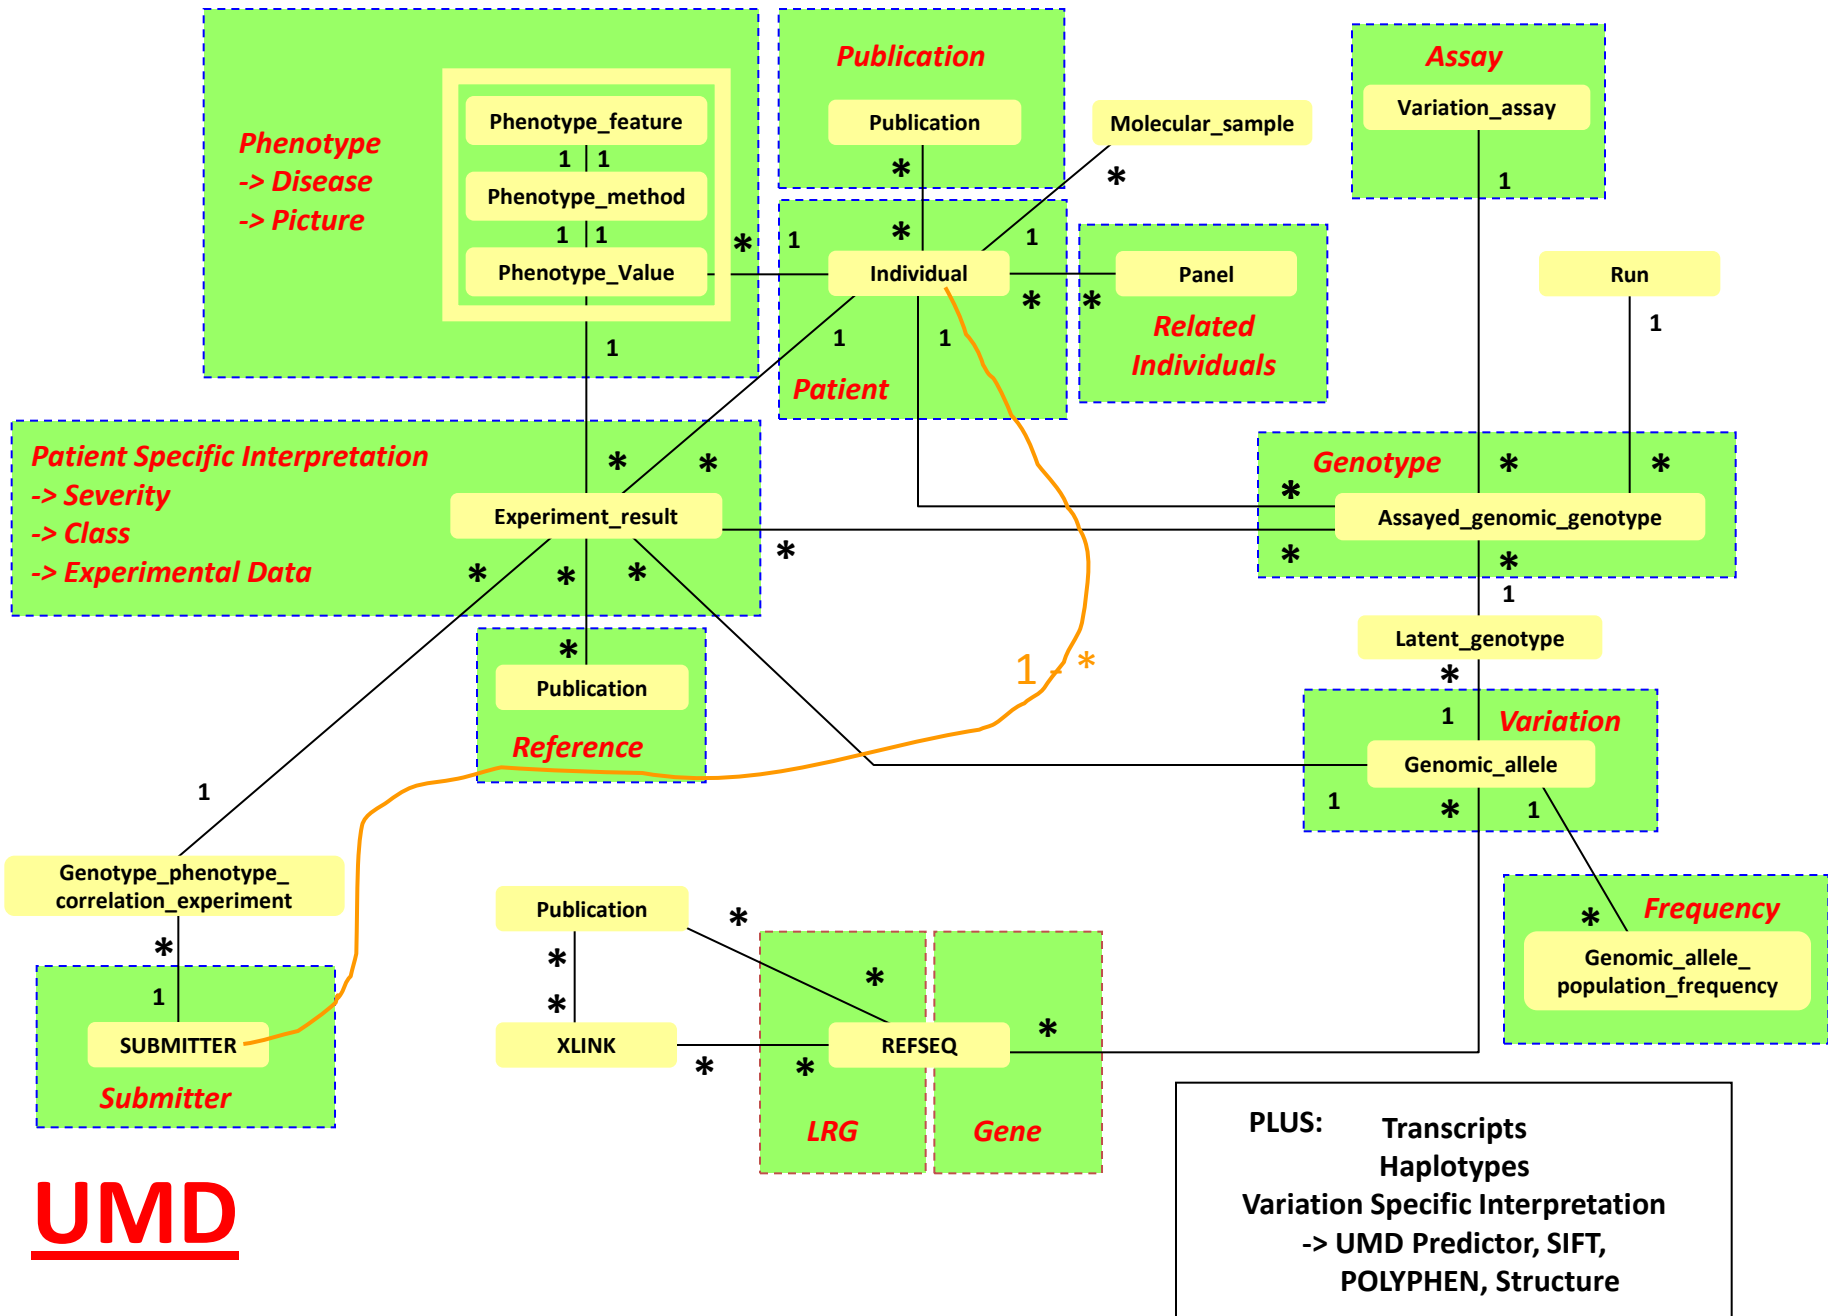 Publication
Assay
Phenotype_feature
Publication
Molecular_sample
Variation_assay
Phenotype
-> Disease
-> Picture
1 1
*
*
1
Phenotype_method
1 1
*
1
*
1
Phenotype_Value
Individual
Panel
Run
*
*
1
1
1
1
Related
Individuals
Patient
Patient Specific Interpretation
-> Severity
-> Class
-> Experimental Data
*
*
Genotype
*
*
*
Experiment_result
Assayed_genomic_genotype
*
*
*
*
*
*
1
Latent_genotype
*
1 - *
*
Publication
Reference
1
Variation
Genomic_allele
1
1
*
1
Genotype_phenotype_
correlation_experiment
Publication
*
*
Frequency
*
*
*
Genomic_allele_
population_frequency
1
*
*
SUBMITTER
XLINK
REFSEQ
*
*
Submitter
LRG
Gene
PLUS:
Transcripts
Haplotypes
Variation Specific Interpretation
-> UMD Predictor, SIFT,
POLYPHEN, Structure
UMD